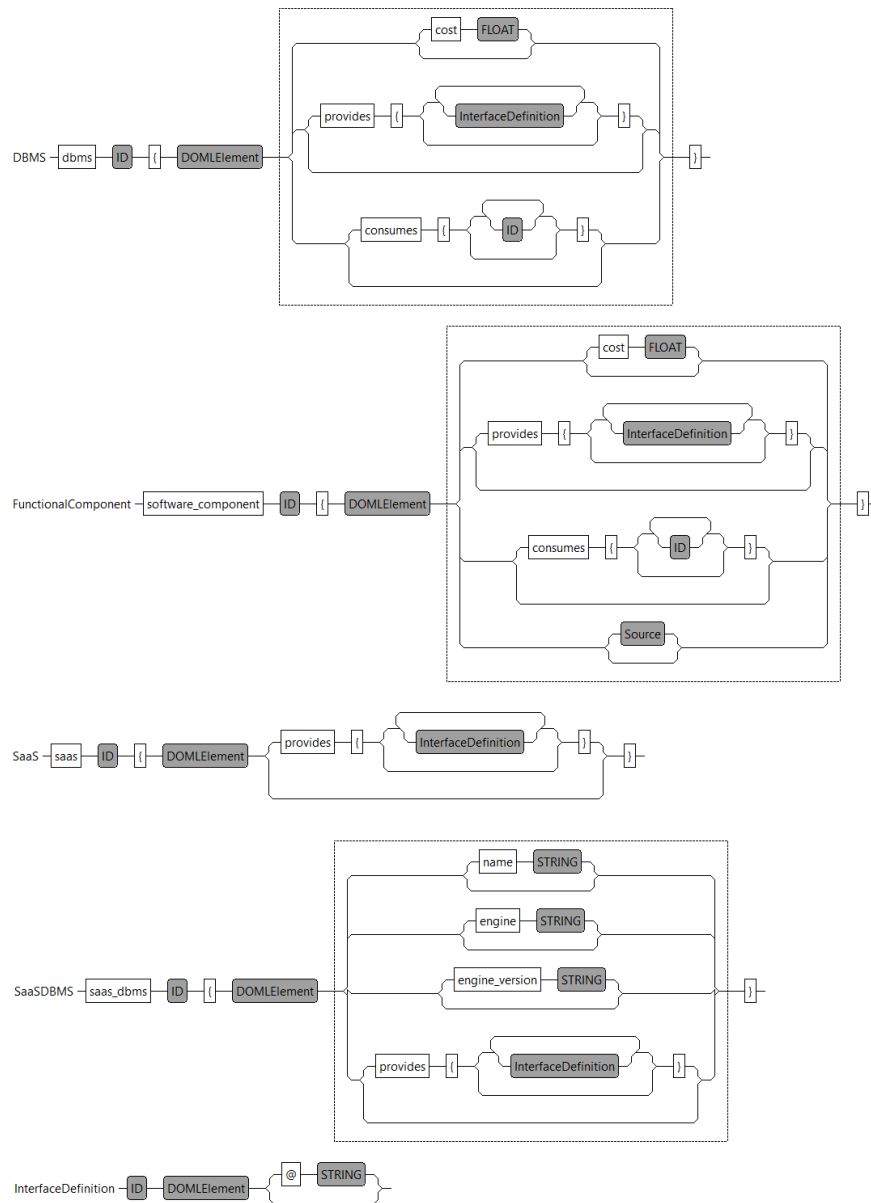 cost FLOAT
provides { InterfaceDefinition }
DBMS dbms ID { DOMLElement }
consumes { ID }
cost FLOAT
provides { InterfaceDefinition }
FunctionalComponent software_component ID { DOMLElement }
consumes { ID }
Source
SaaS saas ID { DOMLElement provides { InterfaceDefinition } }
name STRING
engine STRING
SaaSDBMS saas_dbms ID { DOMLElement engine_version STRING }
provides { InterfaceDefinition }
InterfaceDefinition ID DOMLElement @ STRING